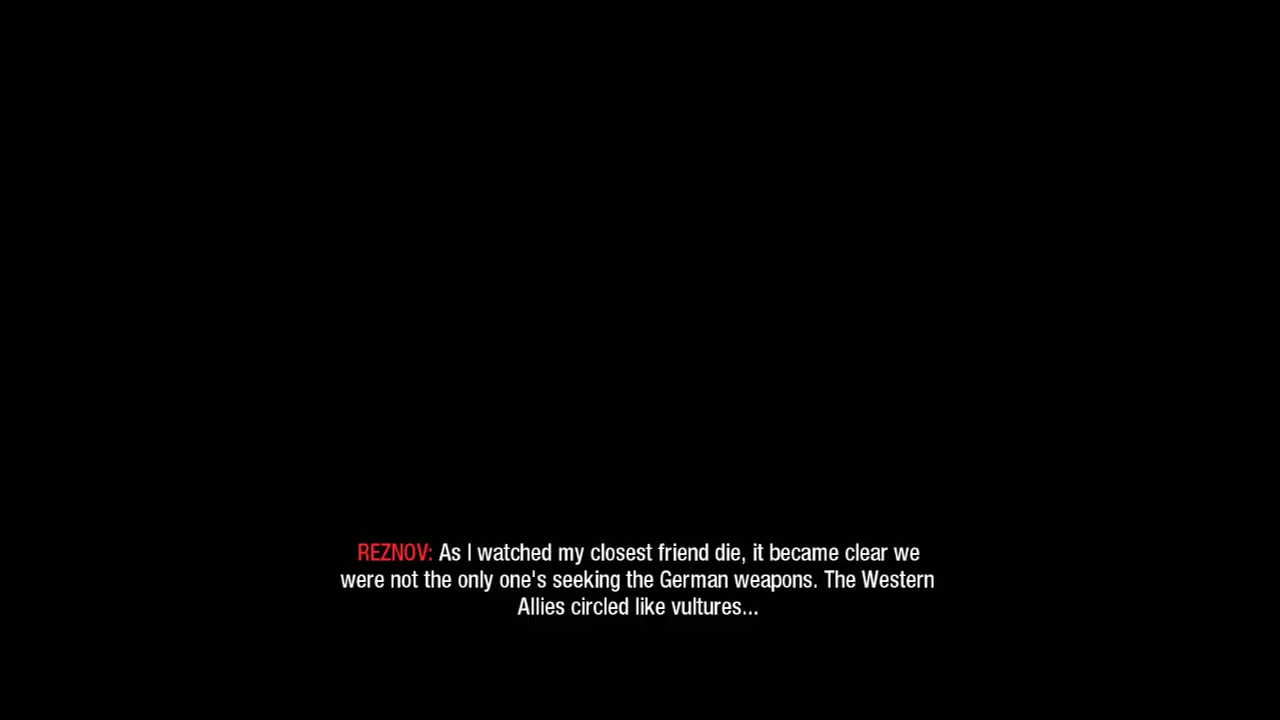 REZNOV: As I watched my closest friend die, it became clear we
were not the only one's seeking the German weapons. The Western
Allies circled like vultures...